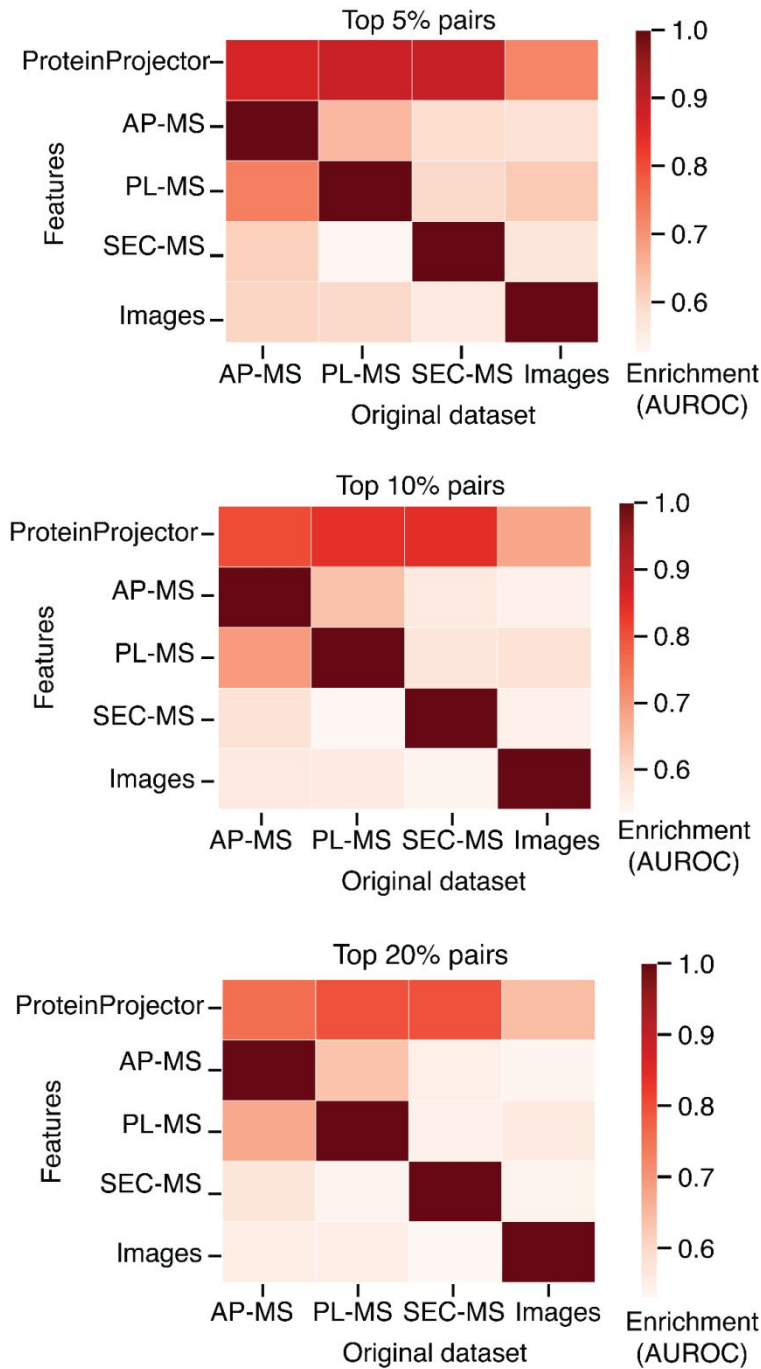 Top 5% pairs
ProteinProjector
AP-MS
PL-MS
SEC-MS
Images
Features
AP-MS PL-MS SEC-MS Images
Original dataset
1.0
0.9
0.8
0.7
0.6
Enrichment
(AUROC)
Top 10% pairs
ProteinProjector
AP-MS
PL-MS
SEC-MS
Images
Features
AP-MS PL-MS SEC-MS Images
Original dataset
1.0
0.9
0.8
0.7
0.6
Enrichment
(AUROC)
Top 20% pairs
ProteinProjector
AP-MS
PL-MS
SEC-MS
Images
Features
AP-MS PL-MS SEC-MS Images
Original dataset
1.0
0.9
0.8
0.7
0.6
Enrichment
(AUROC)